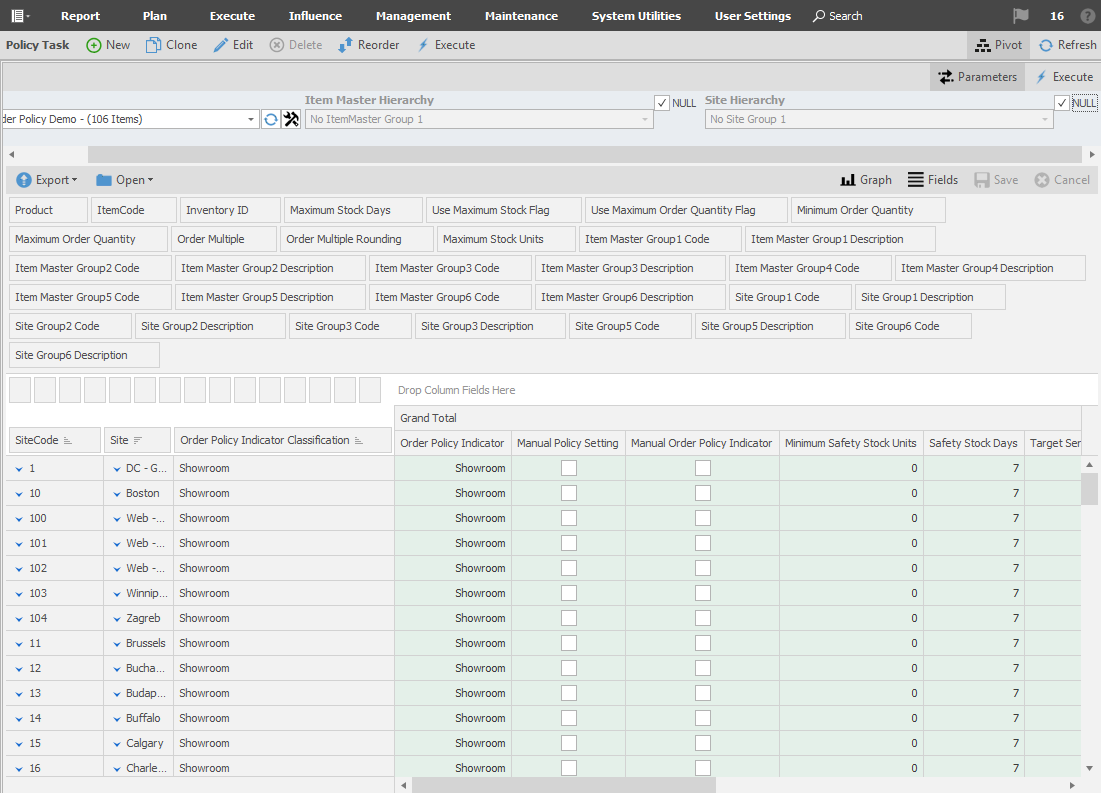 Report Plan Execute Influence Management Maintenance System Utilities User Settings Search 16 ?
Policy Task New Clone Edit Delete Reorder Execute Pivot Refresh
Parameters Execute
Item Master Hierarchy NULL Site Hierarchy NULL
der Policy Demo - (106 Items) No ItemMaster Group 1 No Site Group 1
Export Open Graph Fields Save Cancel
Product ItemCode Inventory ID Maximum Stock Days Use Maximum Stock Flag Use Maximum Order Quantity Flag Minimum Order Quantity
Maximum Order Quantity Order Multiple Order Multiple Rounding Maximum Stock Units Item Master Group1 Code Item Master Group1 Description
Item Master Group2 Code Item Master Group2 Description Item Master Group3 Code Item Master Group3 Description Item Master Group4 Code Item Master Group4 Description
Item Master Group5 Code Item Master Group5 Description Item Master Group6 Code Item Master Group6 Description Site Group1 Code Site Group1 Description
Site Group2 Code Site Group2 Description Site Group3 Code Site Group3 Description Site Group5 Code Site Group5 Description Site Group6 Code
Site Group6 Description
Drop Column Fields Here
Grand Total
SiteCode Site Order Policy Indicator Classification Order Policy Indicator Manual Policy Setting Manual Order Policy Indicator Minimum Safety Stock Units Safety Stock Days Target Ser
1 DC - G... Showroom Showroom 0 7
10 Boston Showroom Showroom 0 7
100 Web -... Showroom Showroom 0 7
101 Web -... Showroom Showroom 0 7
102 Web -... Showroom Showroom 0 7
103 Winnip... Showroom Showroom 0 7
104 Zagreb Showroom Showroom 0 7
11 Brussels Showroom Showroom 0 7
12 Bucha... Showroom Showroom 0 7
13 Budap... Showroom Showroom 0 7
14 Buffalo Showroom Showroom 0 7
15 Calgary Showroom Showroom 0 7
16 Charle... Showroom Showroom 0 7